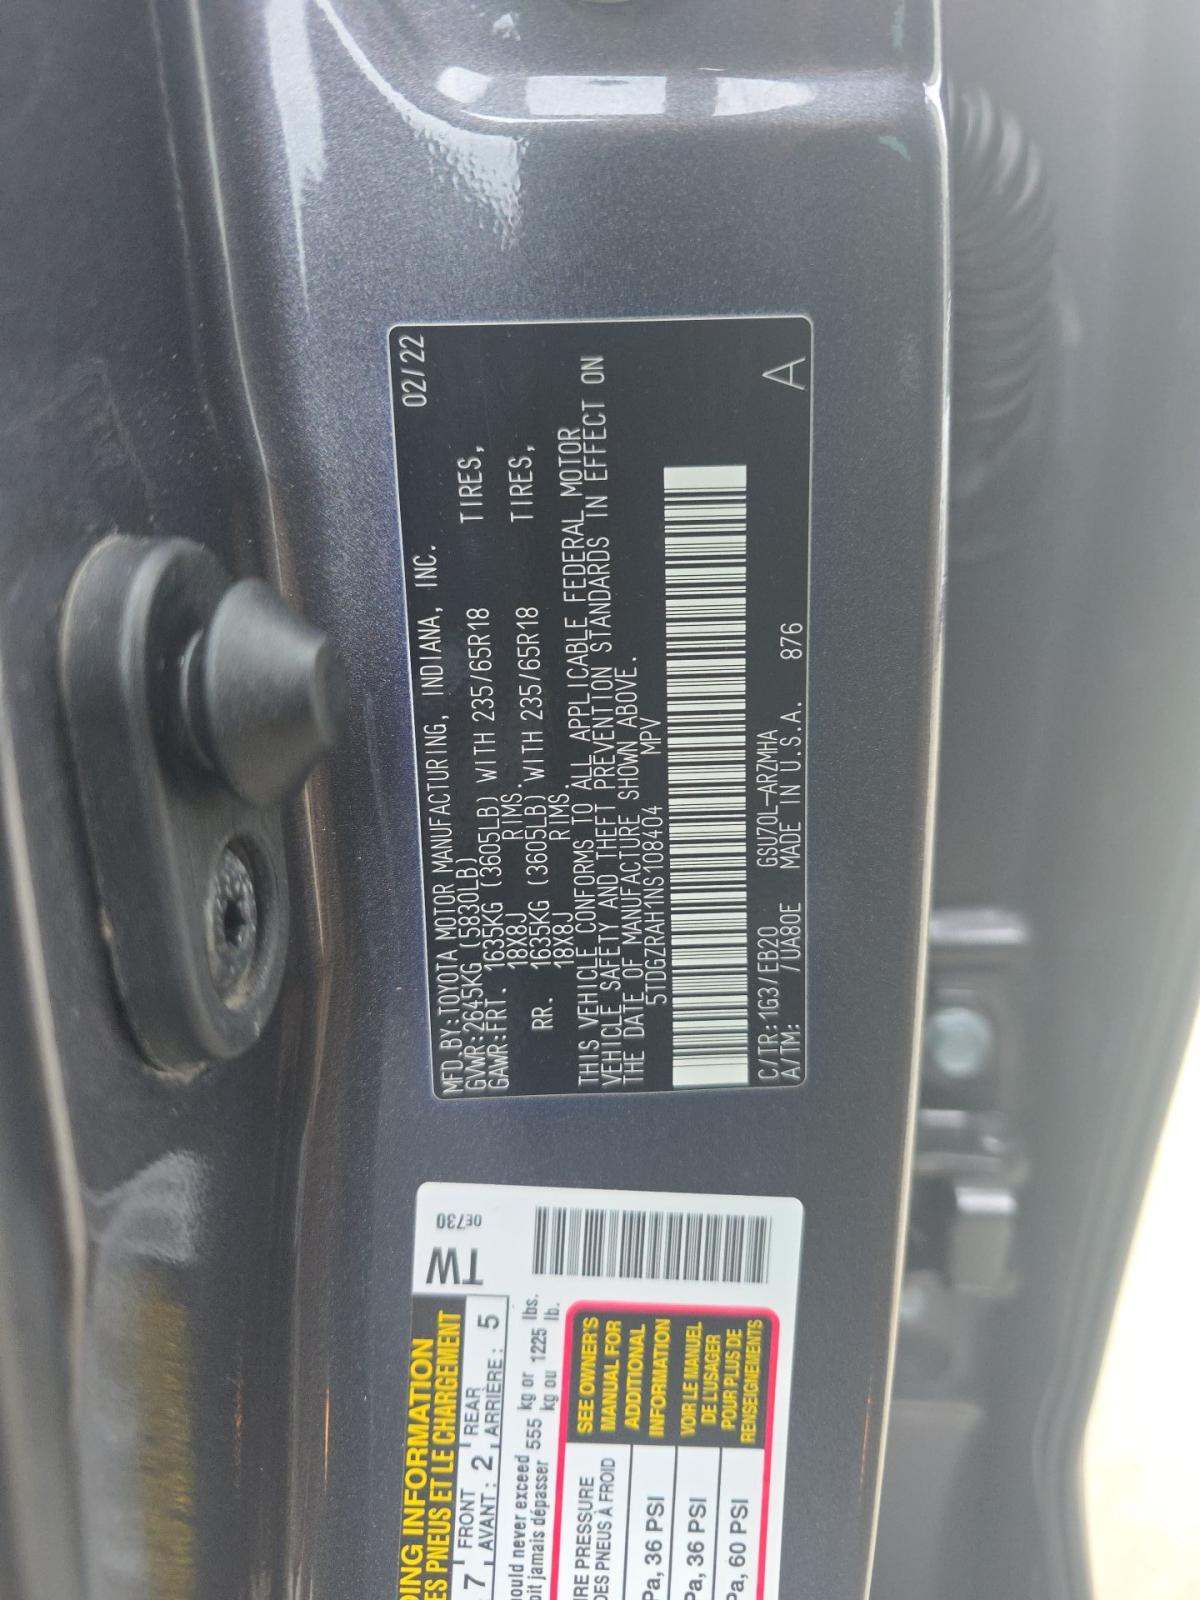 MFD.BY:TOYOTA MOTOR MANUFACTURING, INDIANA, INC. 02/22
GVWR:2645KG (5830LB)
GAWR:FRT. 1635KG (3605LB) WITH 235/65R18 TIRES,
18X8J RIMS.
RR. 1635KG (3605LB) WITH 235/65R18 TIRES,
18X8J RIMS.
THIS VEHICLE CONFORMS TO ALL APPLICABLE FEDERAL MOTOR
VEHICLE SAFETY AND THEFT PREVENTION STANDARDS IN EFFECT ON
THE DATE OF MANUFACTURE SHOWN ABOVE.
5TDGZRAH1NS108404 MPV
C/TR:1G3/EB20 GSU70L-ARZMHA
A/TM: /UA80E MADE IN U.S.A. 876
A
DING INFORMATION
ES PNEUS ET LE CHARGEMENT
TW
0E730
7 FRONT 2 REAR 5
AVANT: ARRIÈRE:
ould never exceed 555 kg or 1225 lbs.
oit jamais dépasser kg ou lb.
IRE PRESSURE
DES PNEUS À FROID
Pa, 36 PSI
Pa, 36 PSI
Pa, 60 PSI
SEE OWNER'S
MANUAL FOR
ADDITIONAL
INFORMATION
VOIR LE MANUEL
DE L'USAGER
POUR PLUS DE
RENSEIGNEMENTS